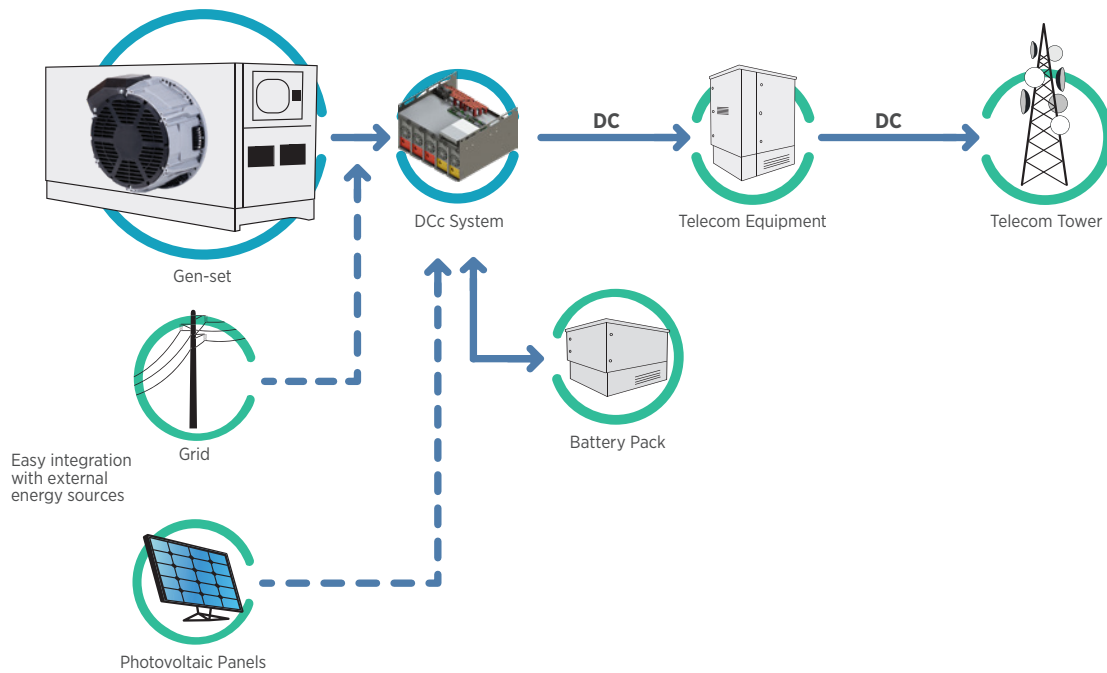 DC
DC
DCc System
Telecom Equipment
Telecom Tower
Gen-set
Battery Pack
Grid
Easy integration
with external
energy sources
Photovoltaic Panels